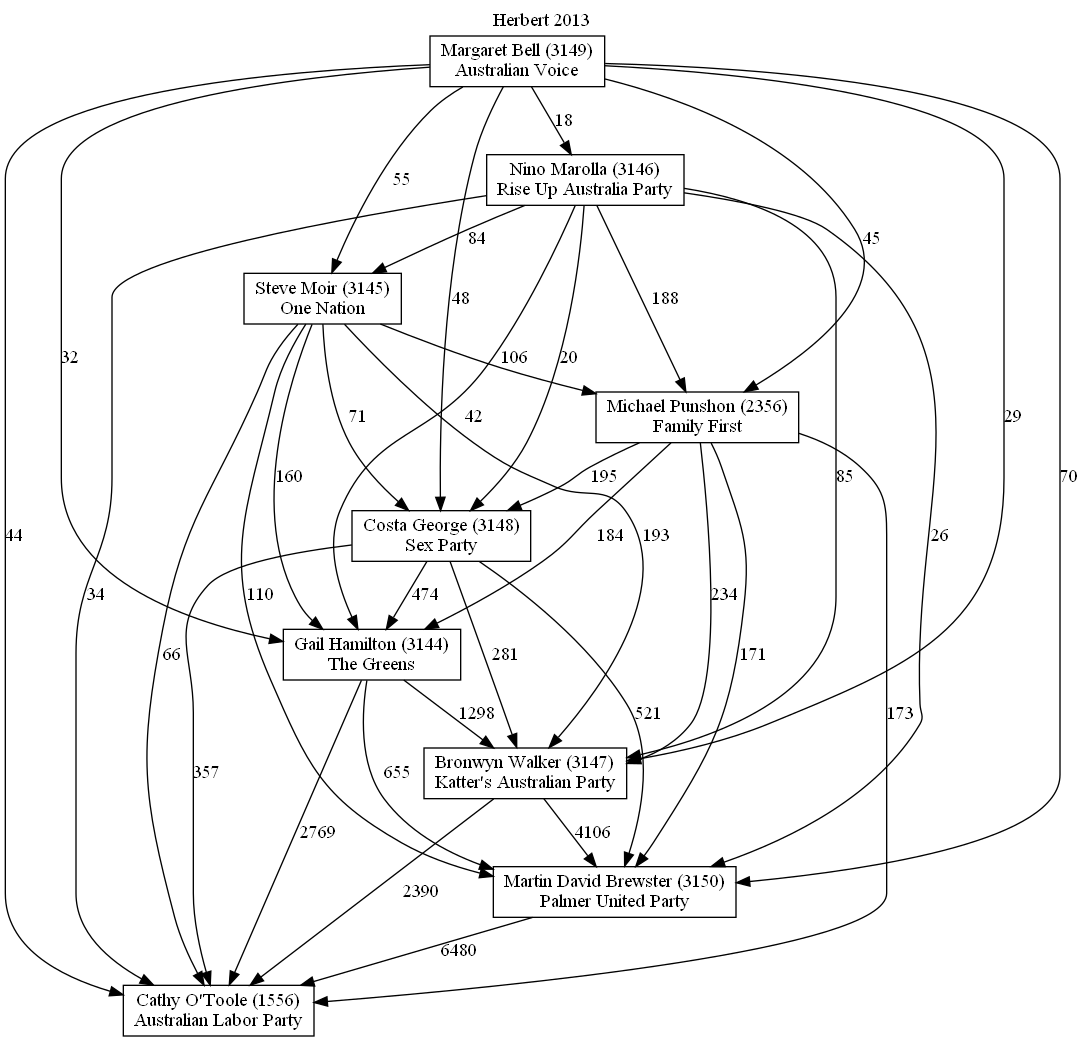 Herbert 2013
Margaret Bell (3149)
Australian Voice
18
Nino Marolla (3146)
Rise Up Australia Party
55
84
45
Steve Moir (3145)
One Nation
48
188
32
106
20
Michael Punshon (2356)
Family First
71
42
29
160
195
85
70
Costa George (3148)
Sex Party
44
184
193
26
34
110
474
234
Gail Hamilton (3144)
The Greens
66
281
171
1298
521
173
Bronwyn Walker (3147)
Katter's Australian Party
357
655
2769
4106
Martin David Brewster (3150)
Palmer United Party
2390
6480
Cathy O'Toole (1556)
Australian Labor Party